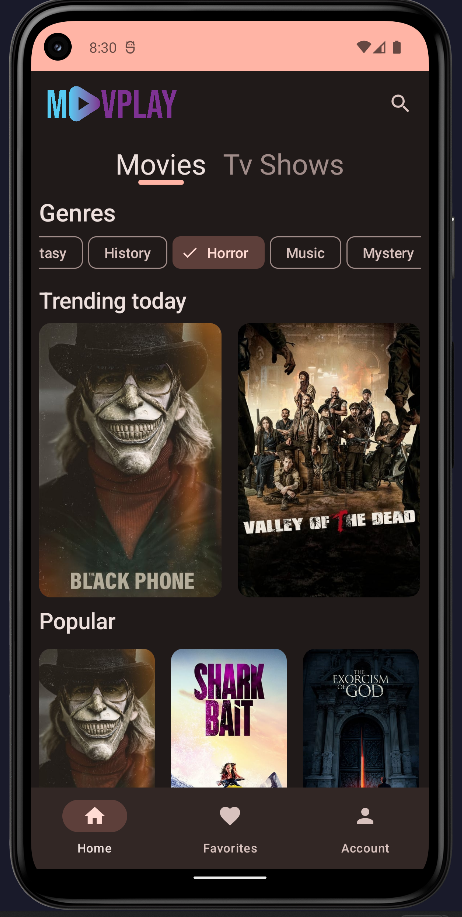 8:30
MOVPLAY
Movies Tv Shows
Genres
tasy History Horror Music Mystery
Trending today
BLACK PHONE
VALLEY OF THE DEAD
Popular
SHARK
BAIT
THE
EXORCISM
OF GOD
Home Favorites Account